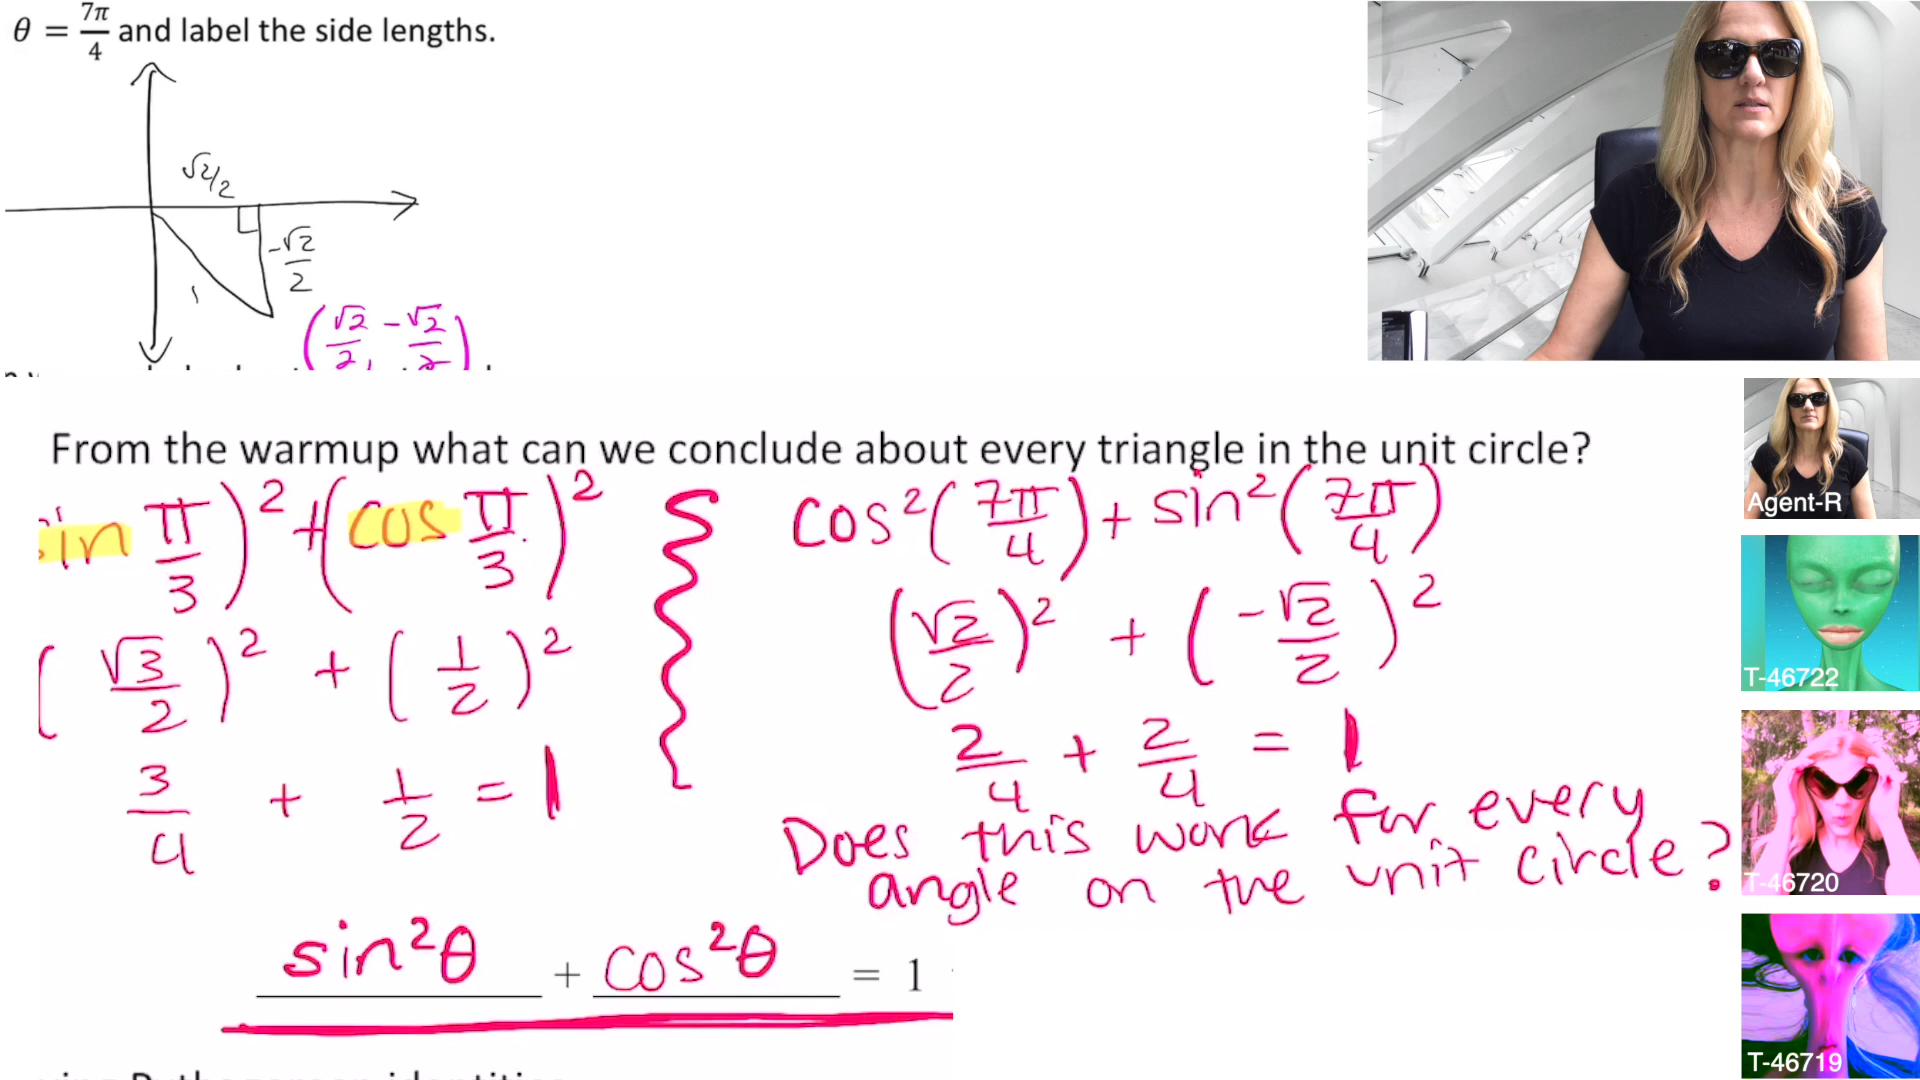 θ = 7π/4 and label the side lengths.
√2/2
-√2/2
1
(√2/2, -√2/2)
From the warmup what can we conclude about every triangle in the unit circle?
sin π/3)² + (cos π/3)²
(√3/2)² + (1/2)²
3/4 + 1/2 = 1
cos²(7π/4) + sin²(7π/4)
(√2/2)² + (-√2/2)²
2/4 + 2/4 = 1
Does this work for every
angle on the unit circle?
sin²θ + cos²θ = 1
Agent-R
T-46722
T-46720
T-46719